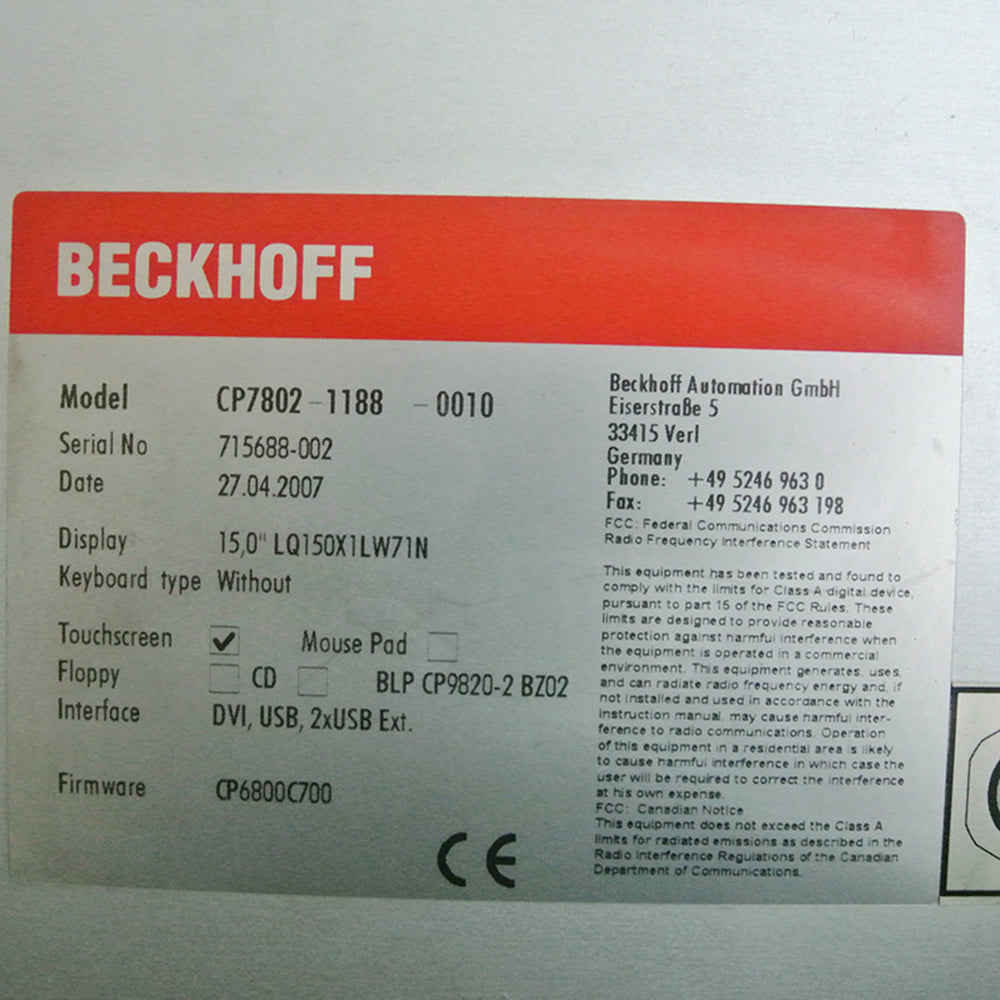 BECKHOFF
Model CP7802-1188 -0010
Serial No 715688-002
Date 27.04.2007
Display 15,0" LQ150X1LW71N
Keyboard type Without
Touchscreen ✔ Mouse Pad
Floppy CD BLP CP9820-2 BZ02
Interface DVI, USB, 2xUSB Ext.
Firmware CP6800C700
CE
Beckhoff Automation GmbH
Eiserstraße 5
33415 Verl
Germany
Phone: +49 5246 963 0
Fax: +49 5246 963 198
FCC: Federal Communications Commission
Radio Frequency Interference Statement
This equipment has been tested and found to
comply with the limits for Class A digital device,
pursuant to part 15 of the FCC Rules. These
limits are designed to provide reasonable
protection against harmful interference when
the equipment is operated in a commercial
environment. This equipment generates, uses,
and can radiate radio frequency energy and, if
not installed and used in accordance with the
instruction manual, may cause harmful inter-
ference to radio communications. Operation
of this equipment in a residential area is likely
to cause harmful interference in which case the
user will be required to correct the interference
at his own expense.
FCC: Canadian Notice
This equipment does not exceed the Class A
limits for radiated emissions as described in the
Radio Interference Regulations of the Canadian
Department of Communications.